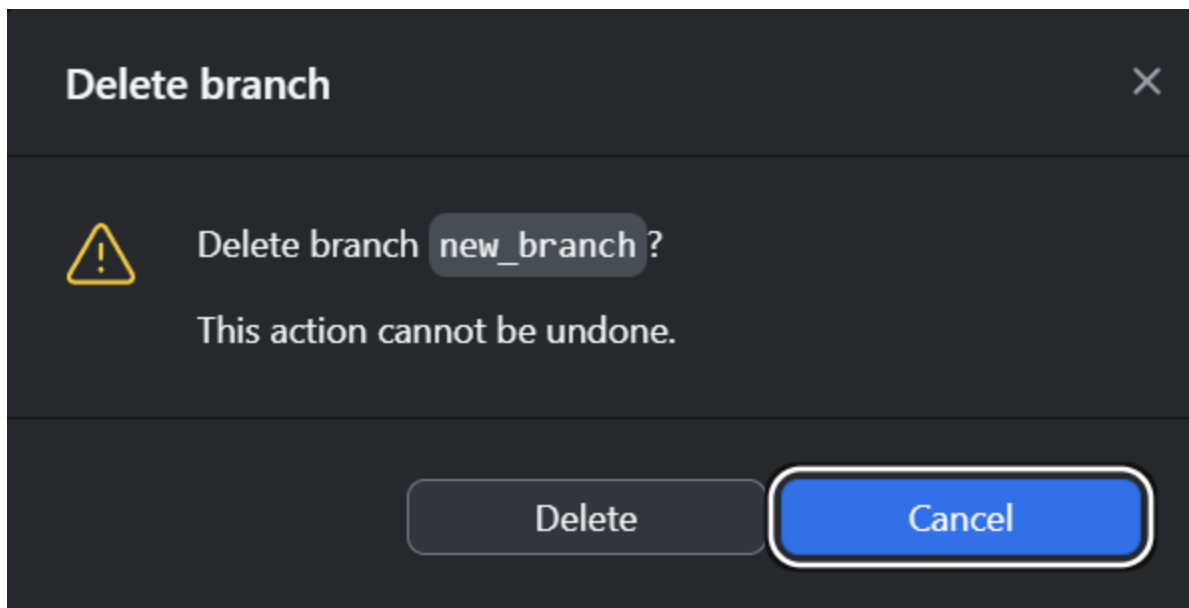 Delete branch
Delete branch new_branch?
This action cannot be undone.
Delete
Cancel